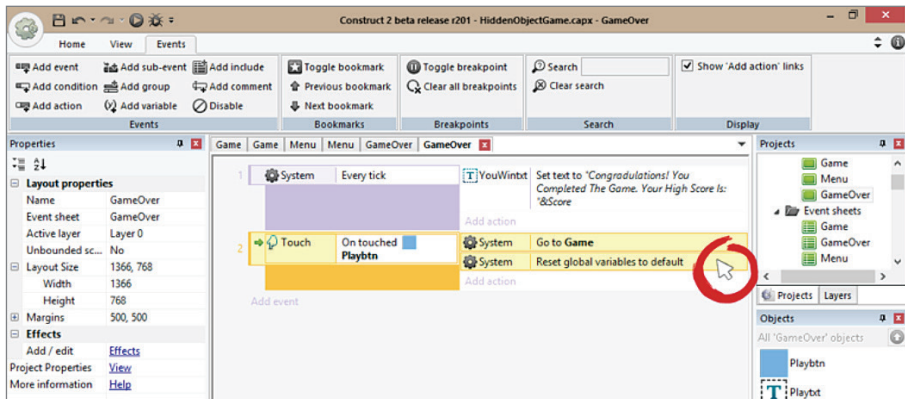 Construct 2 beta release r201 - HiddenObjectGame.capx - GameOver
Home View Events
Add event Add sub-event Add include
Add condition Add group Add comment
Add action Add variable Disable
Events
Toggle bookmark
Previous bookmark
Next bookmark
Bookmarks
Toggle breakpoint
Clear all breakpoints
Breakpoints
Search
Clear search
Search
Show 'Add action' links
Display
Properties
Layout properties
Name GameOver
Event sheet GameOver
Active layer Layer 0
Unbounded sc... No
Layout Size 1366, 768
Width 1366
Height 768
Margins 500, 500
Effects
Add / edit Effects
Project Properties View
More information Help
Game Game Menu Menu GameOver GameOver
1 System Every tick
T YouWintxt Set text to "Congradulations! You
Completed The Game. Your High Score Is:
"&Score
Add action
2 Touch On touched
Playbtn
System Go to Game
System Reset global variables to default
Add action
Add event
Projects
Game
Menu
GameOver
Event sheets
Game
GameOver
Menu
Projects Layers
Objects
All 'GameOver' objects
Playbtn
T Playtxt